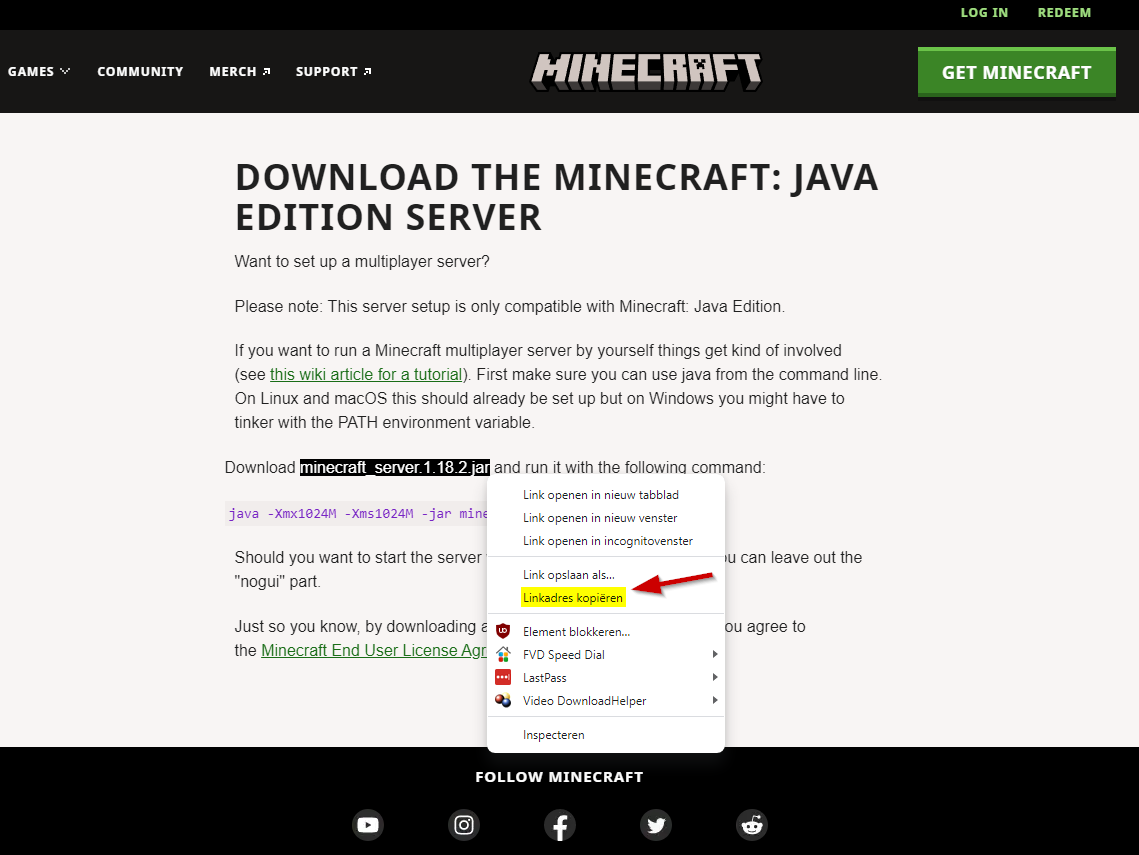 LOG IN REDEEM
GAMES COMMUNITY MERCH SUPPORT MINECRAFT GET MINECRAFT
DOWNLOAD THE MINECRAFT: JAVA
EDITION SERVER
Want to set up a multiplayer server?
Please note: This server setup is only compatible with Minecraft: Java Edition.
If you want to run a Minecraft multiplayer server by yourself things get kind of involved
(see this wiki article for a tutorial). First make sure you can use java from the command line.
On Linux and macOS this should already be set up but on Windows you might have to
tinker with the PATH environment variable.
Download minecraft_server.1.18.2.jar and run it with the following command:
java -Xmx1024M -Xms1024M -jar mine
Should you want to start the server
ou can leave out the
"nogui" part.
Just so you know, by downloading a
ou agree to
the Minecraft End User License Agr
Link openen in nieuw tabblad
Link openen in nieuw venster
Link openen in incognitovenster
Link opslaan als...
Linkadres kopiëren
Element blokkeren...
FVD Speed Dial
LastPass
Video DownloadHelper
Inspecteren
FOLLOW MINECRAFT